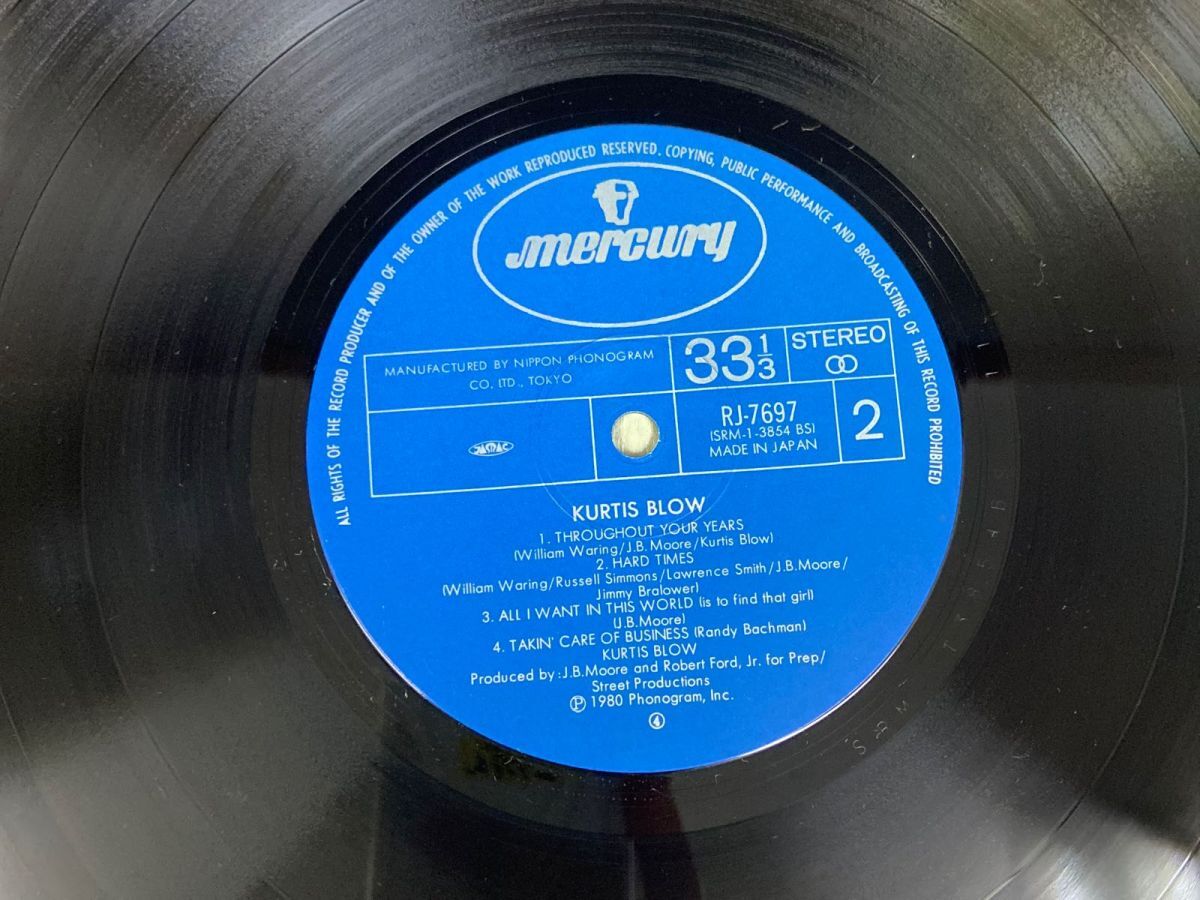 ALL RIGHTS OF THE RECORD PRODUCER AND OF THE OWNER OF THE WORK REPRODUCED RESERVED. COPYING, PUBLIC PERFORMANCE AND BROADCASTING OF THIS RECORD PROHIBITED
mercury
MANUFACTURED BY NIPPON PHONOGRAM
CO. LTD., TOKYO
33 1/3
STEREO
RJ-7697
(SRM-1-3854 BS)
MADE IN JAPAN
2
KURTIS BLOW
1. THROUGHOUT YOUR YEARS
(William Waring/J.B. Moore/Kurtis Blow)
2. HARD TIMES
(William Waring/Russell Simmons/Lawrence Smith/J.B.Moore/
Jimmy Bralower)
3. ALL I WANT IN THIS WORLD (is to find that girl)
(J.B.Moore)
4. TAKIN' CARE OF BUSINESS (Randy Bachman)
KURTIS BLOW
Produced by:J.B.Moore and Robert Ford, Jr. for Prep/
Street Productions
Ⓟ 1980 Phonogram, Inc.
④